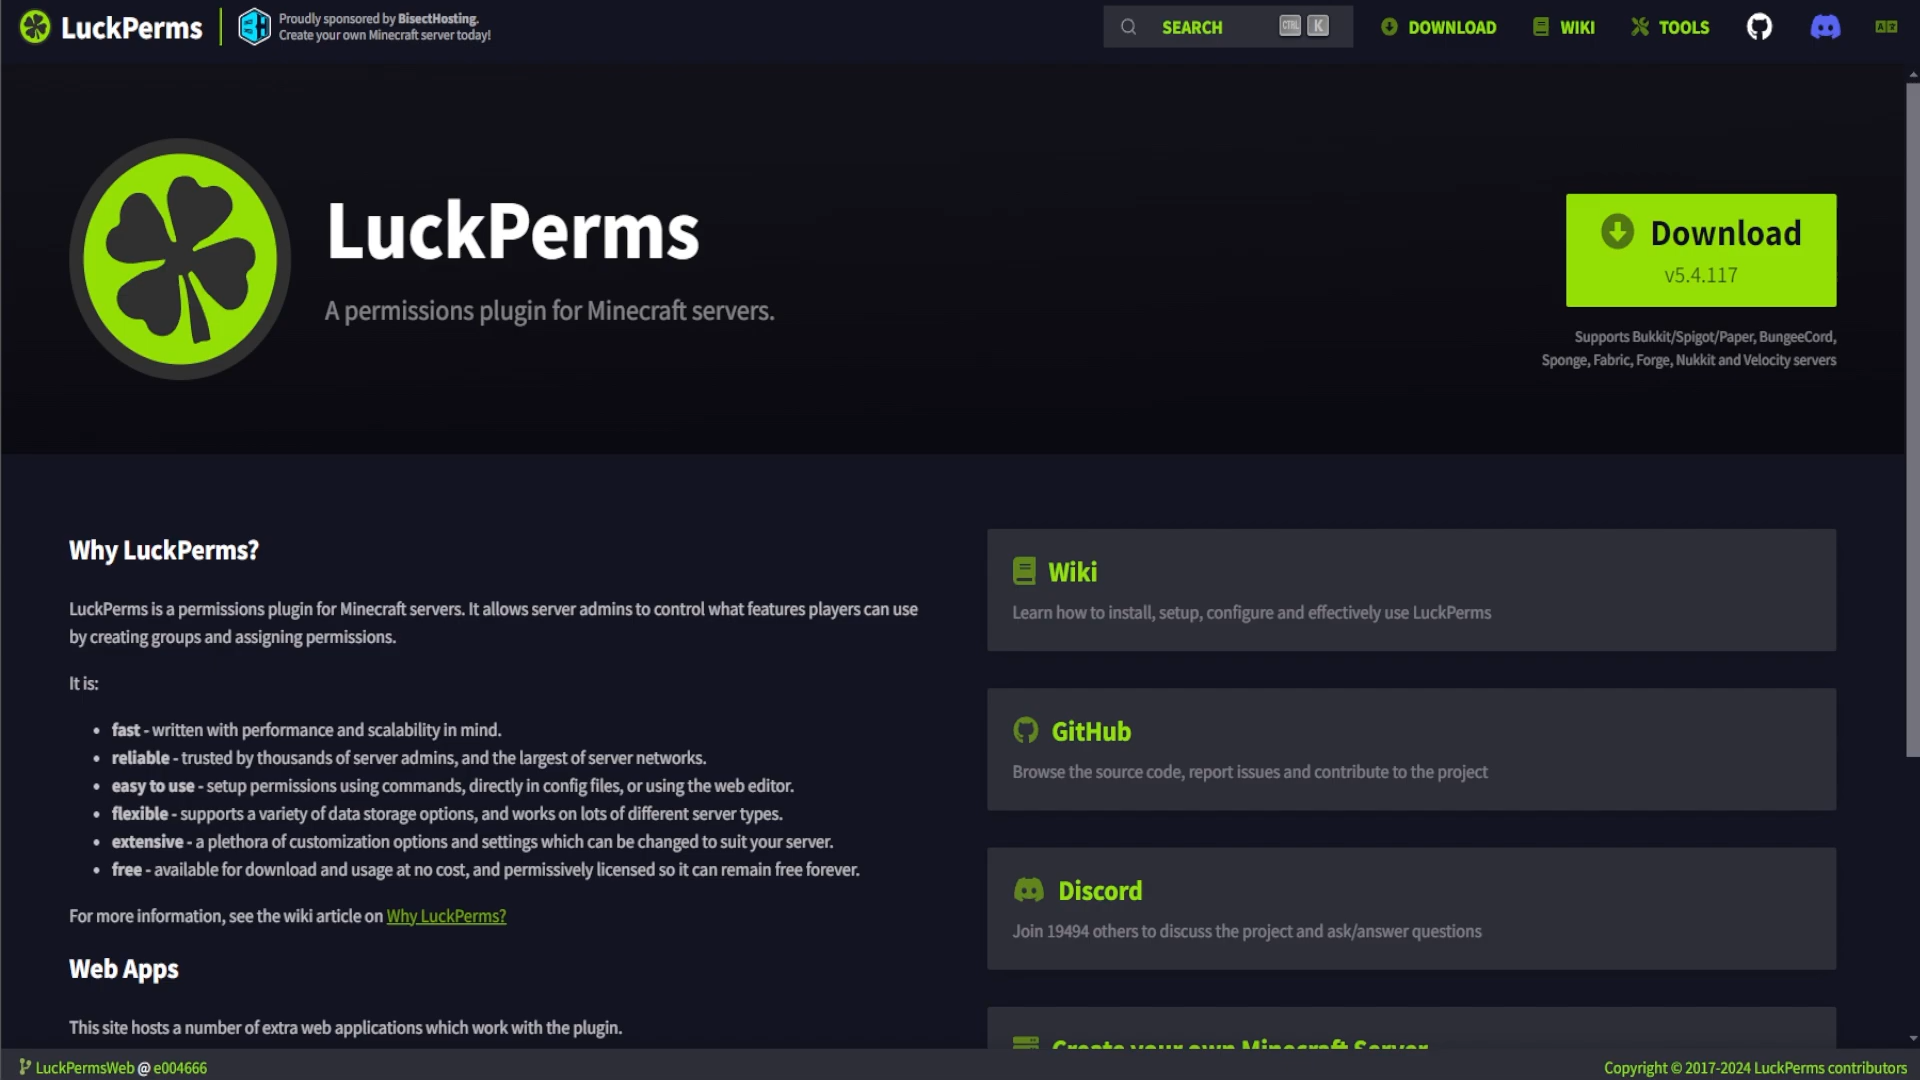 LuckPerms
Proudly sponsored by BisectHosting.
Create your own Minecraft server today!
SEARCH
CTRL K
DOWNLOAD
WIKI
TOOLS
LuckPerms
A permissions plugin for Minecraft servers.
Download
v5.4.117
Supports Bukkit/Spigot/Paper, BungeeCord,
Sponge, Fabric, Forge, Nukkit and Velocity servers
Why LuckPerms?
LuckPerms is a permissions plugin for Minecraft servers. It allows server admins to control what features players can use
by creating groups and assigning permissions.
It is:
• fast - written with performance and scalability in mind.
• reliable - trusted by thousands of server admins, and the largest of server networks.
• easy to use - setup permissions using commands, directly in config files, or using the web editor.
• flexible - supports a variety of data storage options, and works on lots of different server types.
• extensive - a plethora of customization options and settings which can be changed to suit your server.
• free - available for download and usage at no cost, and permissively licensed so it can remain free forever.
For more information, see the wiki article on Why LuckPerms?
Web Apps
This site hosts a number of extra web applications which work with the plugin.
Wiki
Learn how to install, setup, configure and effectively use LuckPerms
GitHub
Browse the source code, report issues and contribute to the project
Discord
Join 19494 others to discuss the project and ask/answer questions
Create your own Minecraft Server
LuckPermsWeb @ e004666
Copyright © 2017-2024 LuckPerms contributors